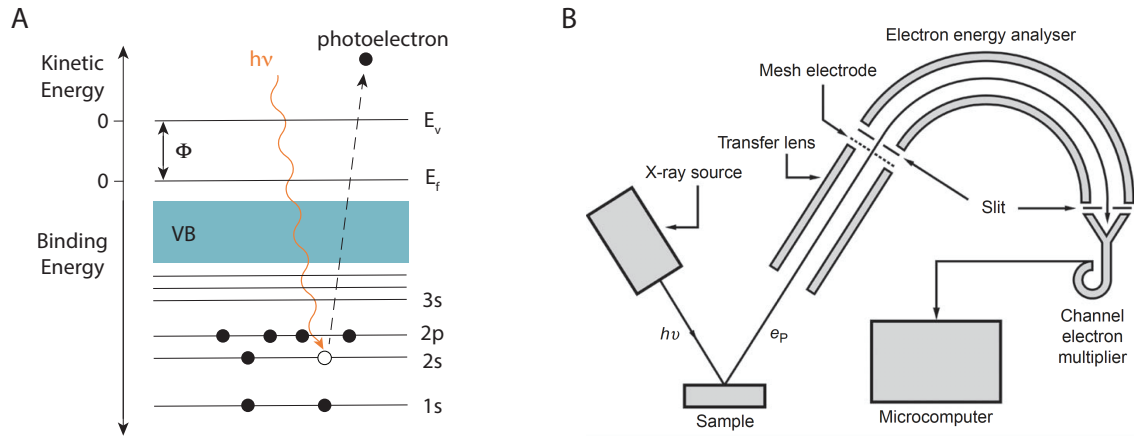 A
photoelectron
hν
Kinetic
Energy
0
E_v
Φ
0
E_f
VB
Binding
Energy
3s
2p
2s
1s
B
Electron energy analyser
Mesh electrode
Transfer lens
X-ray source
Slit
hυ
e_P
Channel
electron
multiplier
Sample
Microcomputer